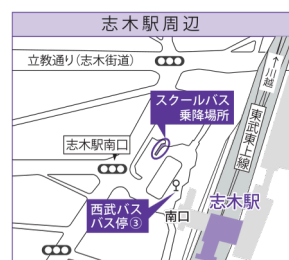 志木駅周辺
立教通り(志木街道)
↑川越
スクールバス
乗降場所
東武東上線
志木駅南口
志木駅
西武バス
バス停③
南口